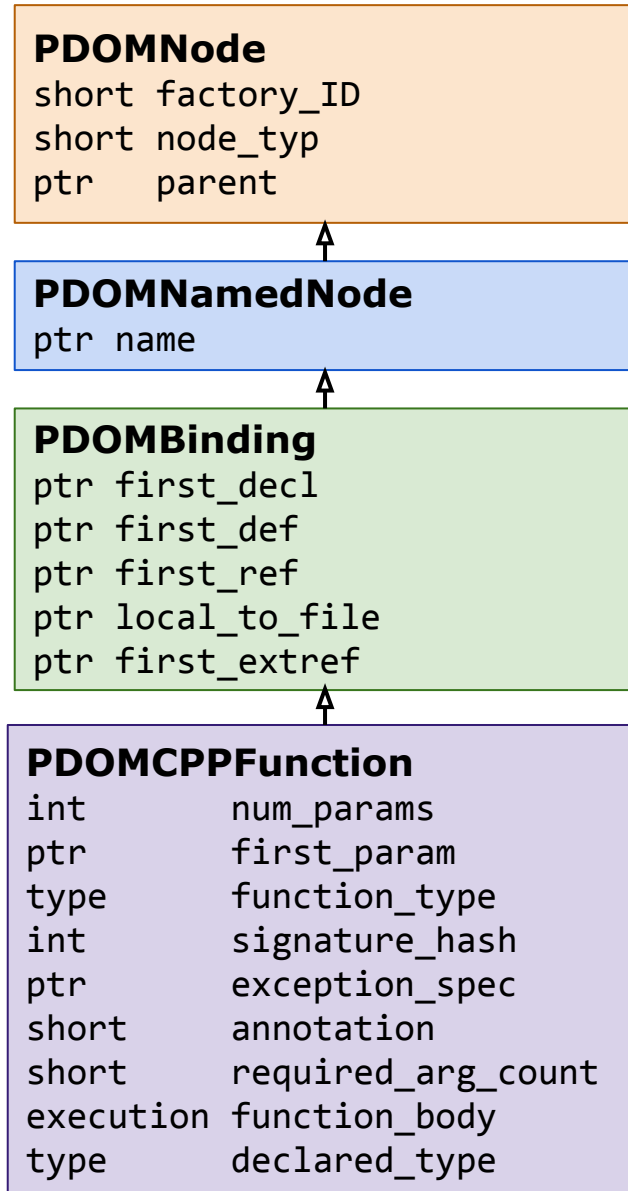 PDOMNode
short factory_ID
short node_typ
ptr   parent
PDOMNamedNode
ptr name
PDOMBinding
ptr first_decl
ptr first_def
ptr first_ref
ptr local_to_file
ptr first_extref
PDOMCPPFunction
int       num_params
ptr       first_param
type      function_type
int       signature_hash
ptr       exception_spec
short     annotation
short     required_arg_count
execution function_body
type      declared_type